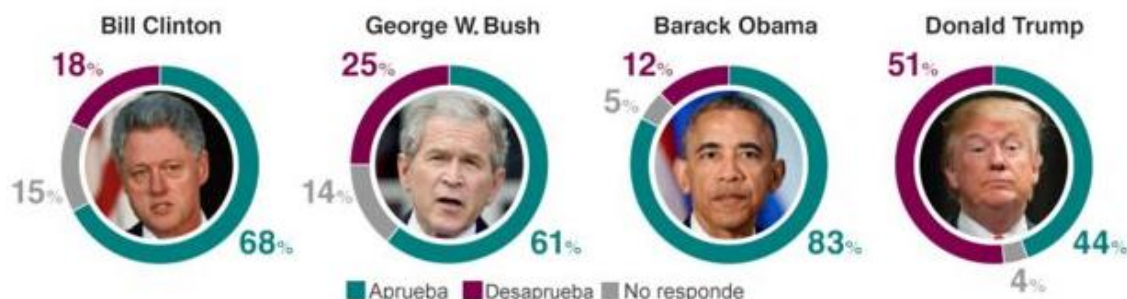 Bill Clinton
18%
15%
68%
George W. Bush
25%
14%
61%
Barack Obama
12%
5%
83%
Donald Trump
51%
44%
4%
Aprueba Desaprueba No responde